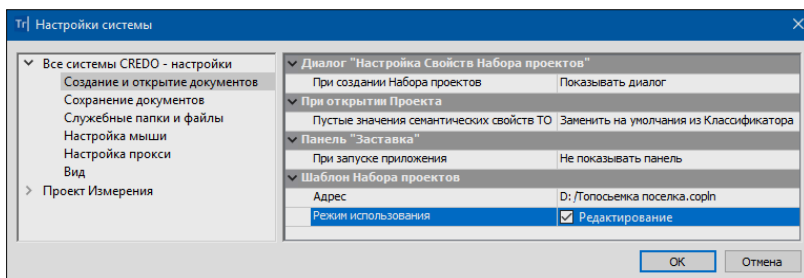 Tr Настройки системы
Все системы CREDO - настройки
Создание и открытие документов
Сохранение документов
Служебные папки и файлы
Настройка мыши
Настройка прокси
Вид
Проект Измерения
Диалог "Настройка Свойств Набора проектов"
При создании Набора проектов Показывать диалог
При открытии Проекта
Пустые значения семантических свойств ТО Заменить на умолчания из Классификатора
Панель "Заставка"
При запуске приложения Не показывать панель
Шаблон Набора проектов
Адрес D: /Топосьемка поселка.copln
Режим использования Редактирование
ОК Отмена